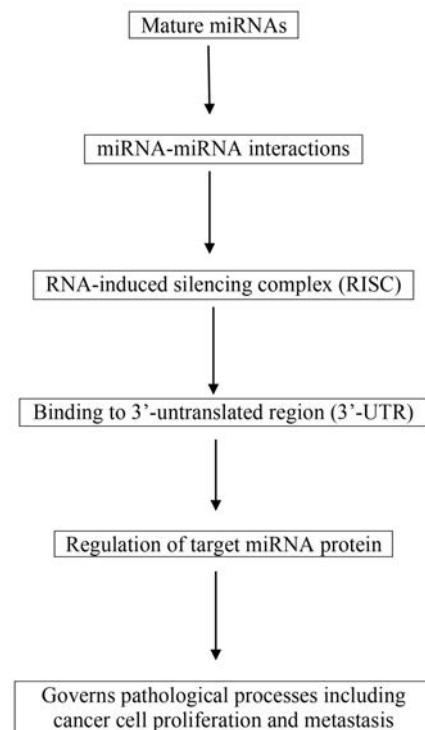 Mature miRNAs
miRNA-miRNA interactions
RNA-induced silencing complex (RISC)
Binding to 3’-untranslated region (3’-UTR)
Regulation of target miRNA protein
Governs pathological processes including
cancer cell proliferation and metastasis